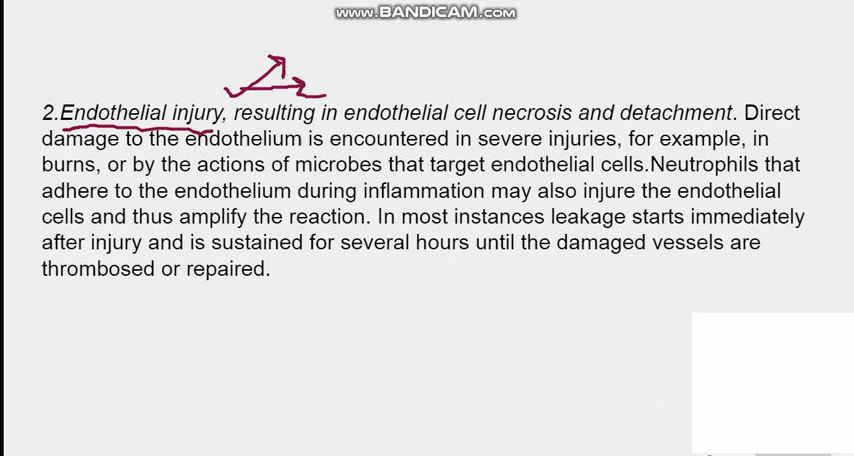 www.BANDICAM.com
2.Endothelial injury, resulting in endothelial cell necrosis and detachment. Direct
damage to the endothelium is encountered in severe injuries, for example, in
burns, or by the actions of microbes that target endothelial cells.Neutrophils that
adhere to the endothelium during inflammation may also injure the endothelial
cells and thus amplify the reaction. In most instances leakage starts immediately
after injury and is sustained for several hours until the damaged vessels are
thrombosed or repaired.